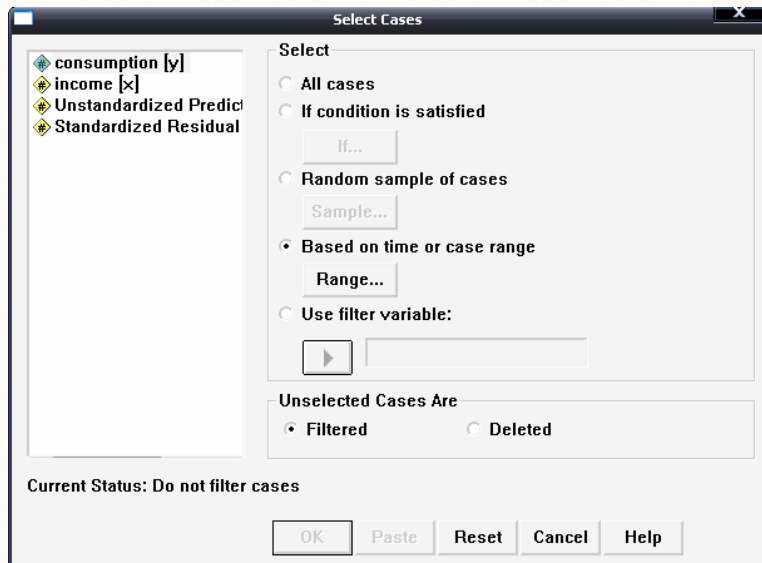 Select Cases
X
consumption [y]
income [x]
Unstandardized Predict
Standardized Residual
Select
All cases
If condition is satisfied
If...
Random sample of cases
Sample...
Based on time or case range
Range...
Use filter variable:
Unselected Cases Are
Filtered
Deleted
Current Status: Do not filter cases
OK
Paste
Reset
Cancel
Help